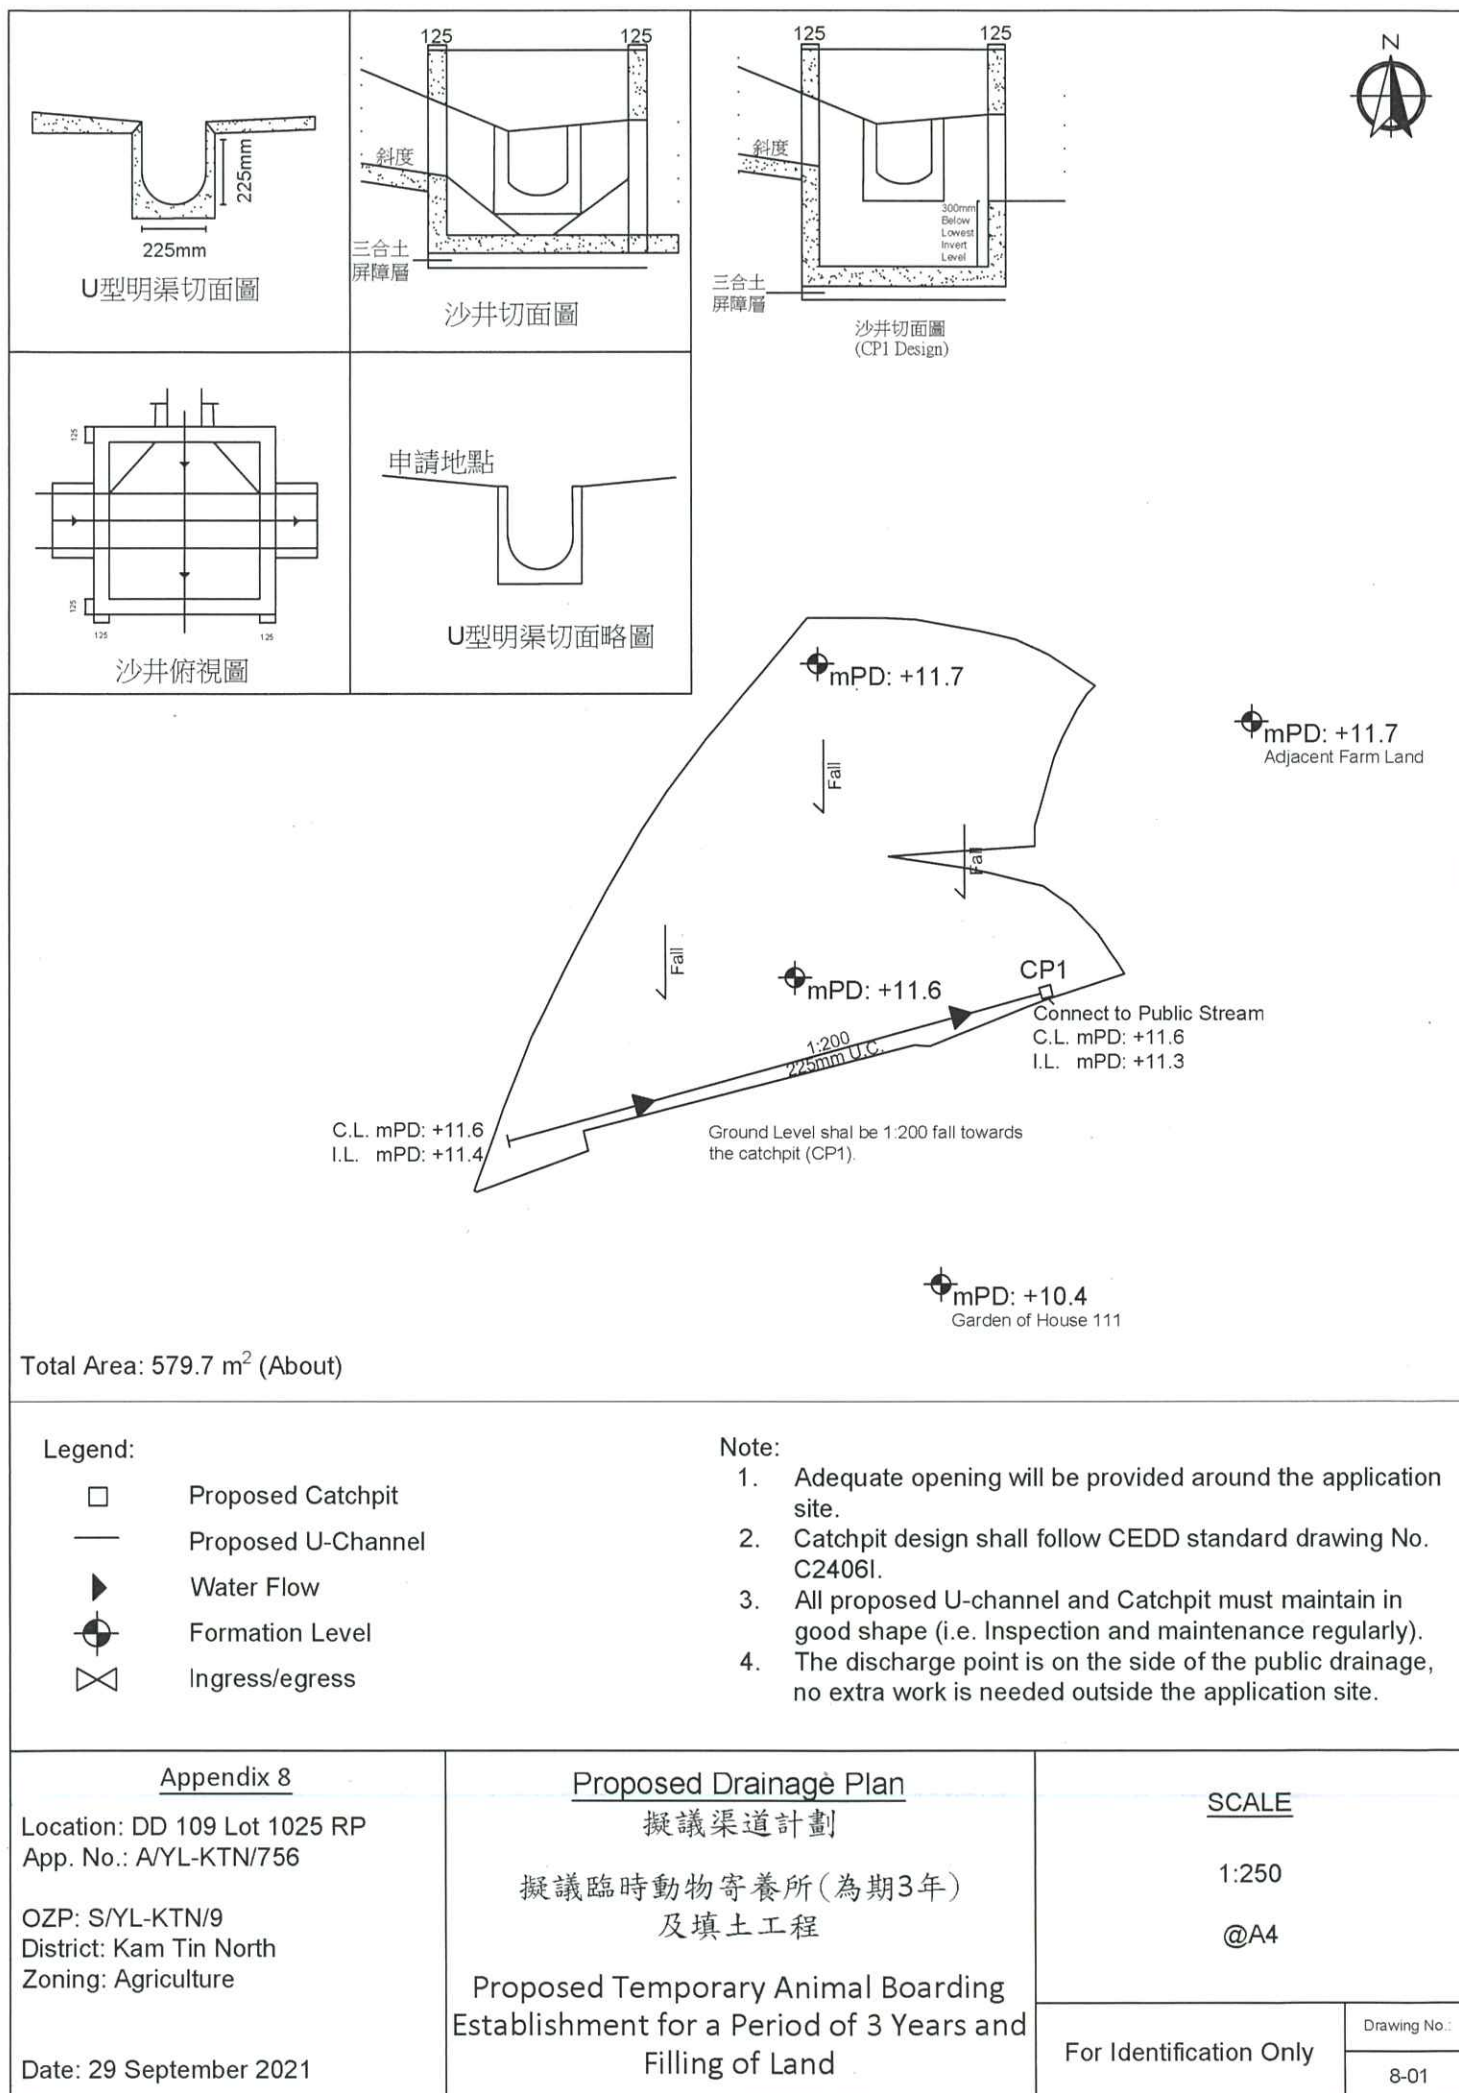 225mm
225mm
U型明渠切面圖
125
125
斜度
三合土
屏障層
沙井切面圖
125
125
斜度
300mm
Below
Lowest
Invert
Level
三合土
屏障層
沙井切面圖
(CP1 Design)
N
125
125
125
125
沙井俯視圖
申請地點
U型明渠切面略圖
mPD: +11.7
mPD: +11.7
Adjacent Farm Land
Fall
Fall
Fall
mPD: +11.6
CP1
Connect to Public Stream
C.L. mPD: +11.6
I.L. mPD: +11.3
1:200
225mm U.C.
C.L. mPD: +11.6
I.L. mPD: +11.4
Ground Level shal be 1:200 fall towards
the catchpit (CP1).
mPD: +10.4
Garden of House 111
Total Area: 579.7 m² (About)
Legend:
Proposed Catchpit
Proposed U-Channel
Water Flow
Formation Level
Ingress/egress
Note:
1. Adequate opening will be provided around the application
site.
2. Catchpit design shall follow CEDD standard drawing No.
C2406I.
3. All proposed U-channel and Catchpit must maintain in
good shape (i.e. Inspection and maintenance regularly).
4. The discharge point is on the side of the public drainage,
no extra work is needed outside the application site.
Appendix 8
Location: DD 109 Lot 1025 RP
App. No.: A/YL-KTN/756
OZP: S/YL-KTN/9
District: Kam Tin North
Zoning: Agriculture
Date: 29 September 2021
Proposed Drainage Plan
擬議渠道計劃
擬議臨時動物寄養所(為期3年)
及填土工程
Proposed Temporary Animal Boarding
Establishment for a Period of 3 Years and
Filling of Land
SCALE
1:250
@A4
For Identification Only
Drawing No.:
8-01